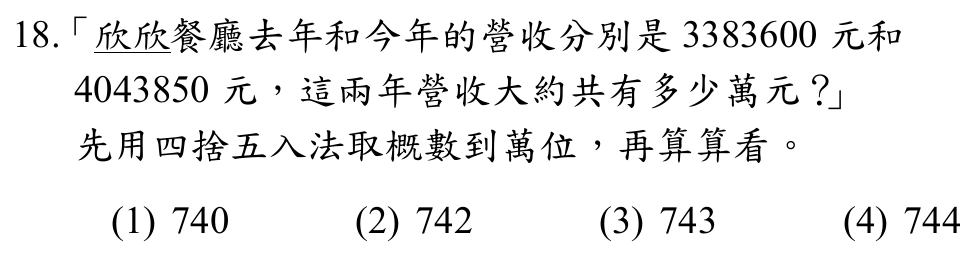 18.「欣欣餐廳去年和今年的營收分別是 3383600 元和
4043850 元，這兩年營收大約共有多少萬元？」
先用四捨五入法取概數到萬位，再算算看。
(1) 740 (2) 742 (3) 743 (4) 744